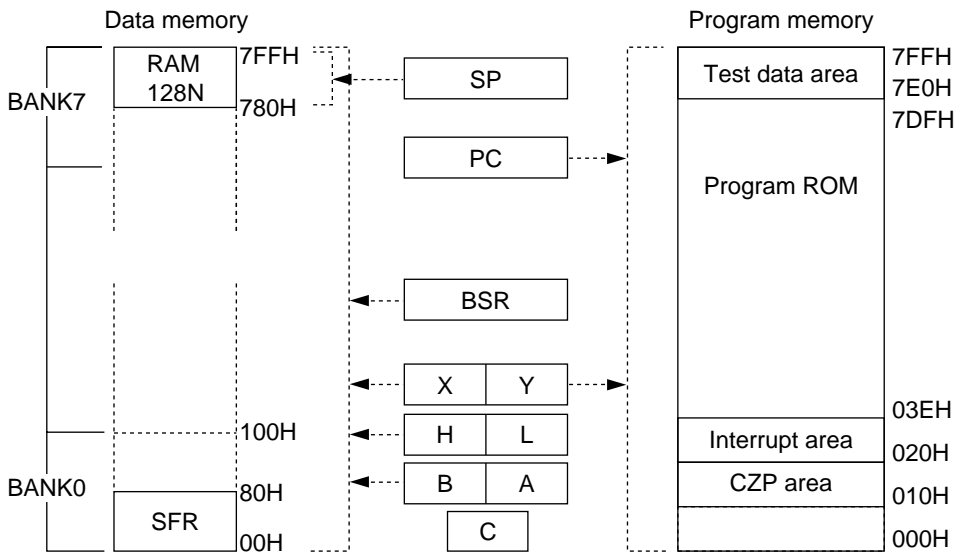 Data memory
Program memory
BANK7
RAM
128N
7FFH
780H
SP
PC
BSR
X Y
H L
B A
C
100H
BANK0
80H
SFR
00H
Test data area
7FFH
7E0H
7DFH
Program ROM
03EH
Interrupt area
020H
CZP area
010H
000H